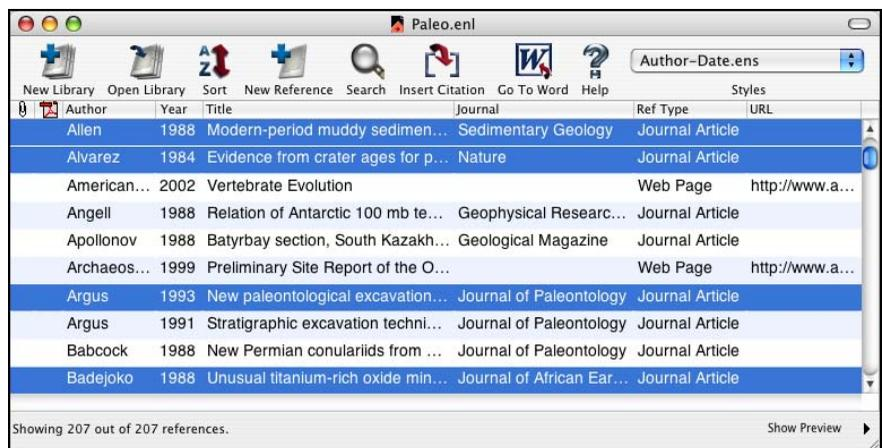 Paleo.enl
New Library Open Library Sort New Reference Search Insert Citation Go To Word Help Author-Date.ens Styles
Author Year Title Journal Ref Type URL
Allen 1988 Modern-period muddy sedimen... Sedimentary Geology Journal Article
Alvarez 1984 Evidence from crater ages for p... Nature Journal Article
American... 2002 Vertebrate Evolution Web Page http://www.a...
Angell 1988 Relation of Antarctic 100 mb te... Geophysical Researc... Journal Article
Apollonov 1988 Batyrbay section, South Kazakh... Geological Magazine Journal Article
Archaeos... 1999 Preliminary Site Report of the O... Web Page http://www.a...
Argus 1993 New paleontological excavation... Journal of Paleontology Journal Article
Argus 1991 Stratigraphic excavation techni... Journal of Paleontology Journal Article
Babcock 1988 New Permian conulariids from ... Journal of Paleontology Journal Article
Badejoko 1988 Unusual titanium-rich oxide min... Journal of African Ear... Journal Article
Showing 207 out of 207 references. Show Preview